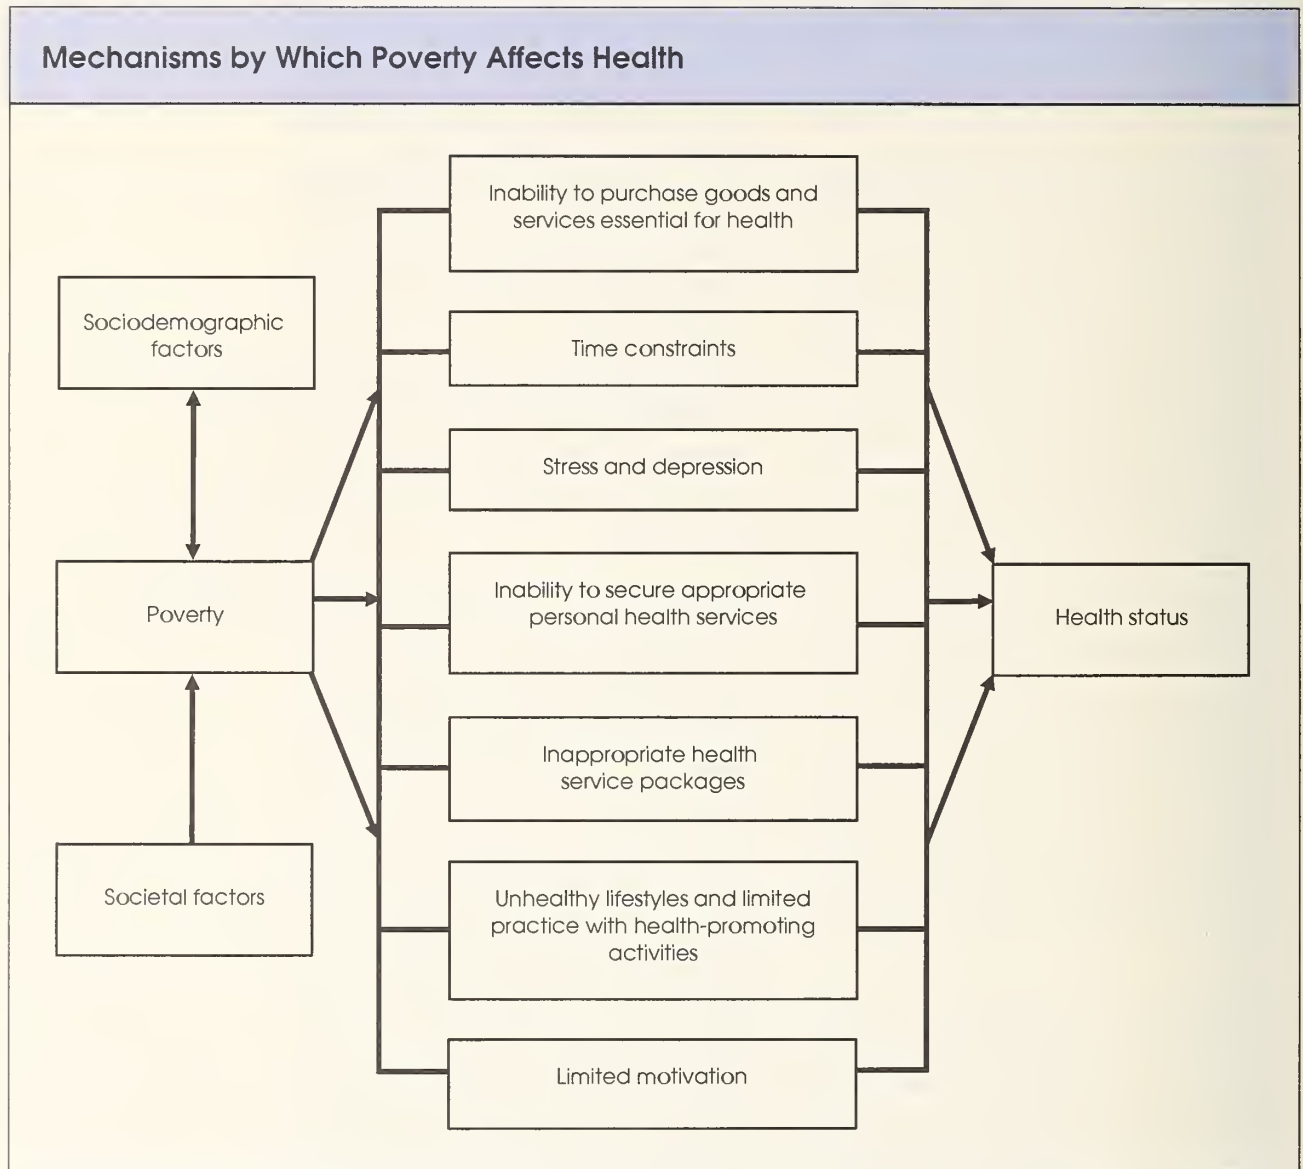 Mechanisms by Which Poverty Affects Health
Inability to purchase goods and
services essential for health
Sociodemographic
factors
Time constraints
Stress and depression
Inability to secure appropriate
personal health services
Poverty
Health status
Inappropriate health
service packages
Societal factors
Unhealthy lifestyles and limited
practice with health-promoting
activities
Limited motivation